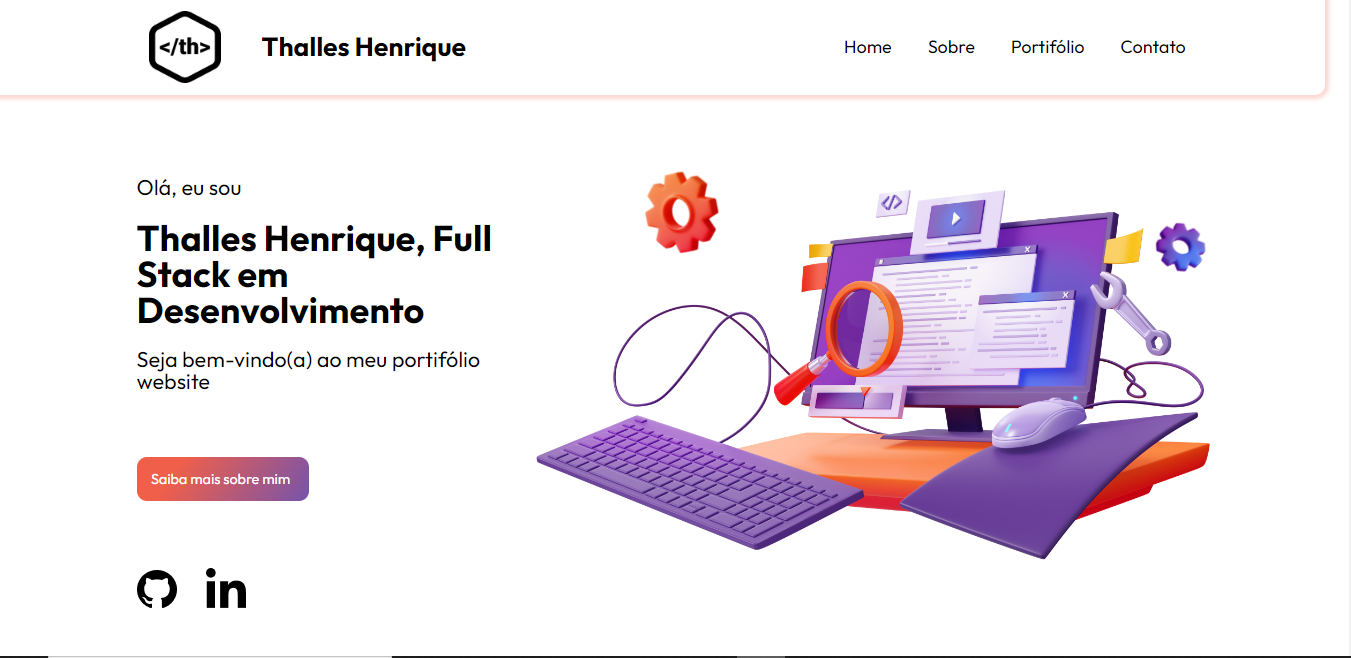 </th>
Thalles Henrique
Home Sobre Portifólio Contato
Olá, eu sou
Thalles Henrique, Full
Stack em
Desenvolvimento
Seja bem-vindo(a) ao meu portifólio
website
Saiba mais sobre mim
in
</>